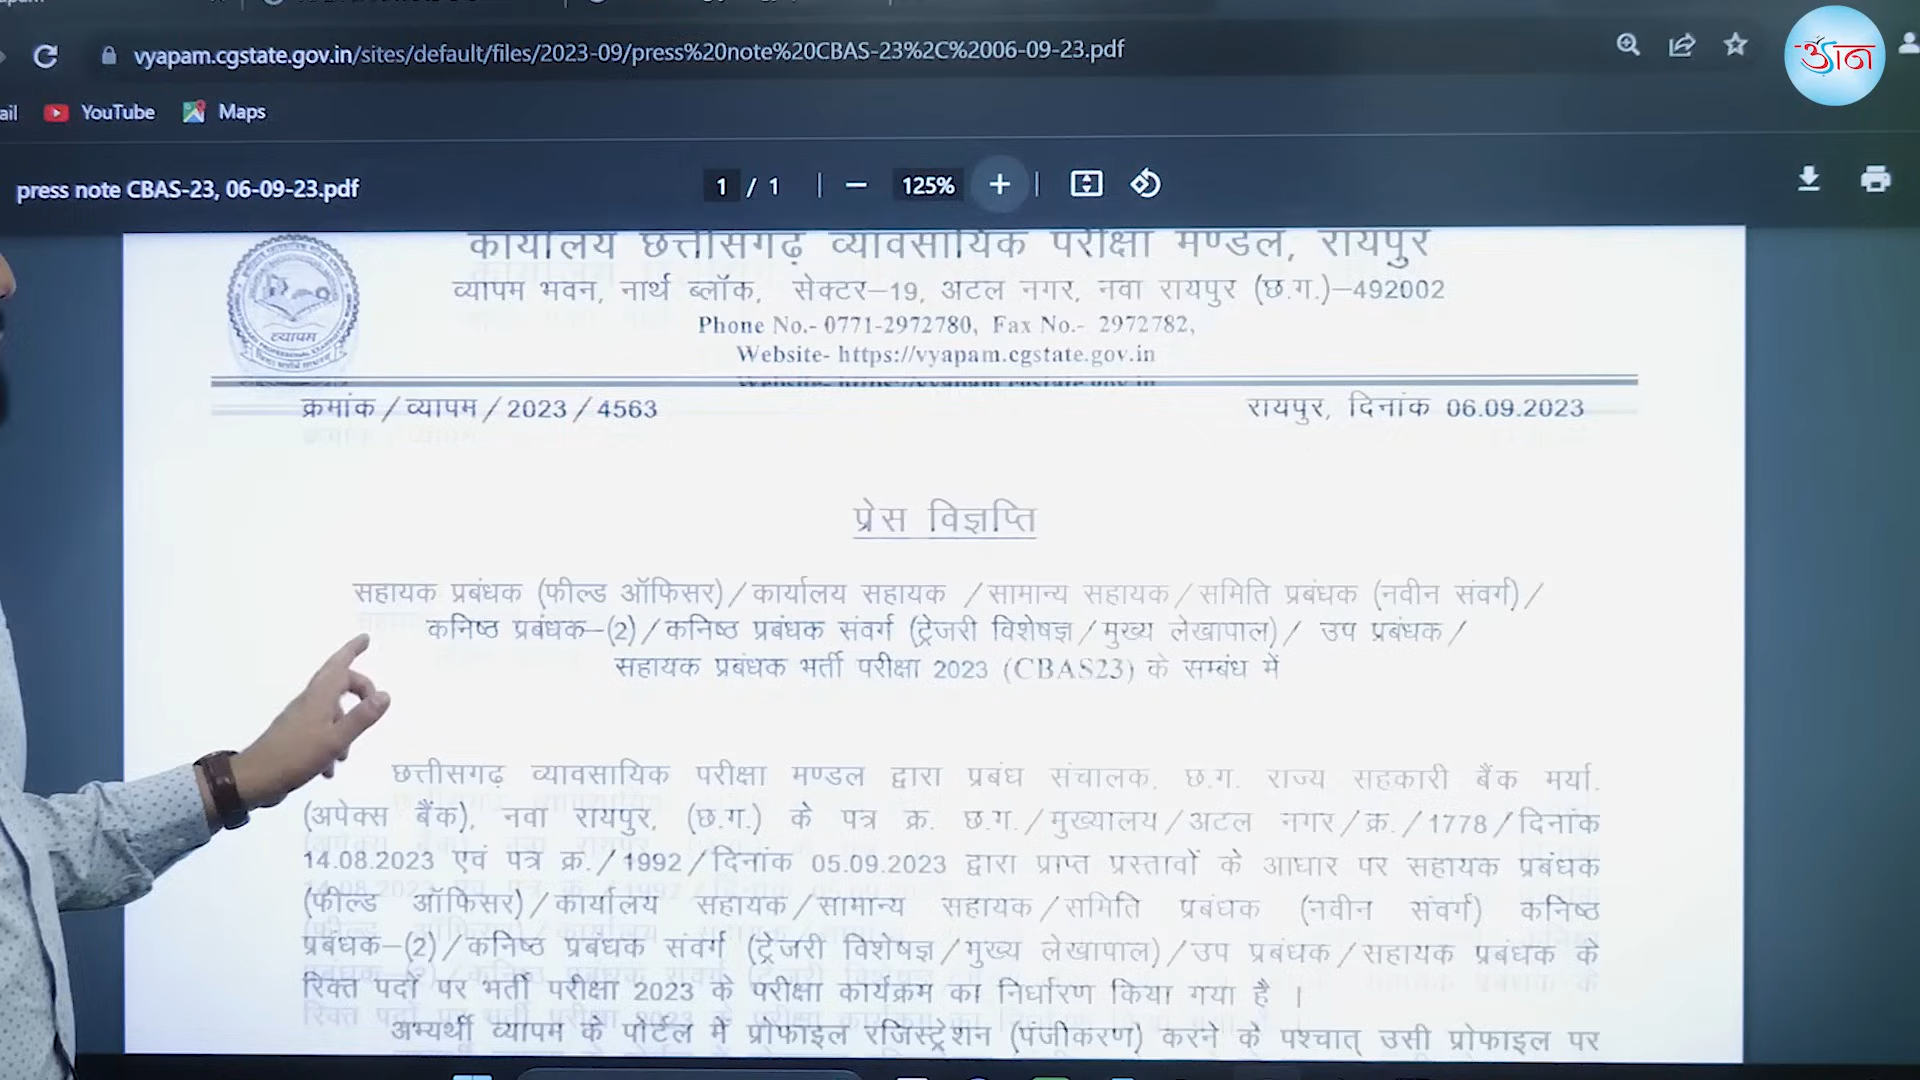 vyapam.cgstate.gov.in/sites/default/files/2023-09/press%20note%20CBAS-23%2C%2006-09-23.pdf
ज्ञान
ail YouTube Maps
press note CBAS-23, 06-09-23.pdf 1 / 1 125%
कार्यालय छत्तीसगढ़ व्यावसायिक परीक्षा मण्डल, रायपुर
व्यापम भवन, नार्थ ब्लॉक, सेक्टर–19, अटल नगर, नवा रायपुर (छ.ग.)–492002
Phone No.- 0771-2972780, Fax No.- 2972782,
Website- https://vyapam.cgstate.gov.in
व्यापम
क्रमांक/व्यापम/2023/4563 रायपुर, दिनांक 06.09.2023
प्रेस विज्ञप्ति
सहायक प्रबंधक (फील्ड ऑफिसर)/कार्यालय सहायक /सामान्य सहायक/समिति प्रबंधक (नवीन संवर्ग)/
कनिष्ठ प्रबंधक–(2)/कनिष्ठ प्रबंधक संवर्ग (ट्रेजरी विशेषज्ञ/मुख्य लेखापाल)/ उप प्रबंधक/
सहायक प्रबंधक भर्ती परीक्षा 2023 (CBAS23) के सम्बंध में
छत्तीसगढ़ व्यावसायिक परीक्षा मण्डल द्वारा प्रबंध संचालक, छ.ग. राज्य सहकारी बैंक मर्या.
(अपेक्स बैंक), नवा रायपुर, (छ.ग.) के पत्र क्र. छ.ग./मुख्यालय/अटल नगर/क्र./1778/दिनांक
14.08.2023 एवं पत्र क्र./1992/दिनांक 05.09.2023 द्वारा प्राप्त प्रस्तावों के आधार पर सहायक प्रबंधक
(फील्ड ऑफिसर)/कार्यालय सहायक/सामान्य सहायक/समिति प्रबंधक (नवीन संवर्ग) कनिष्ठ
प्रबंधक–(2)/कनिष्ठ प्रबंधक संवर्ग (ट्रेजरी विशेषज्ञ/मुख्य लेखापाल)/उप प्रबंधक/सहायक प्रबंधक के
रिक्त पदों पर भर्ती परीक्षा 2023 के परीक्षा कार्यक्रम का निर्धारण किया गया है ।
अभ्यर्थी व्यापम के पोर्टल में प्रोफाइल रजिस्ट्रेशन (पंजीकरण) करने के पश्चात् उसी प्रोफाइल पर